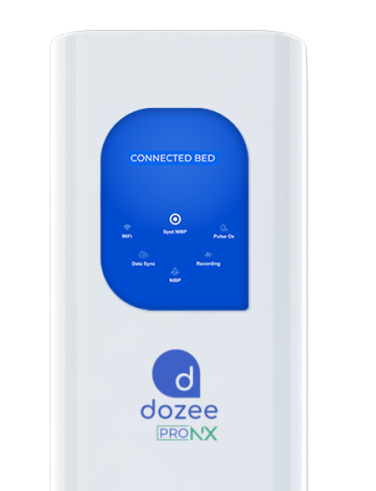 CONNECTED BED
Spot NIBP
WiFi
Pulse Ox
Data Sync
Recording
NIBP
d
dozee
PRO NX